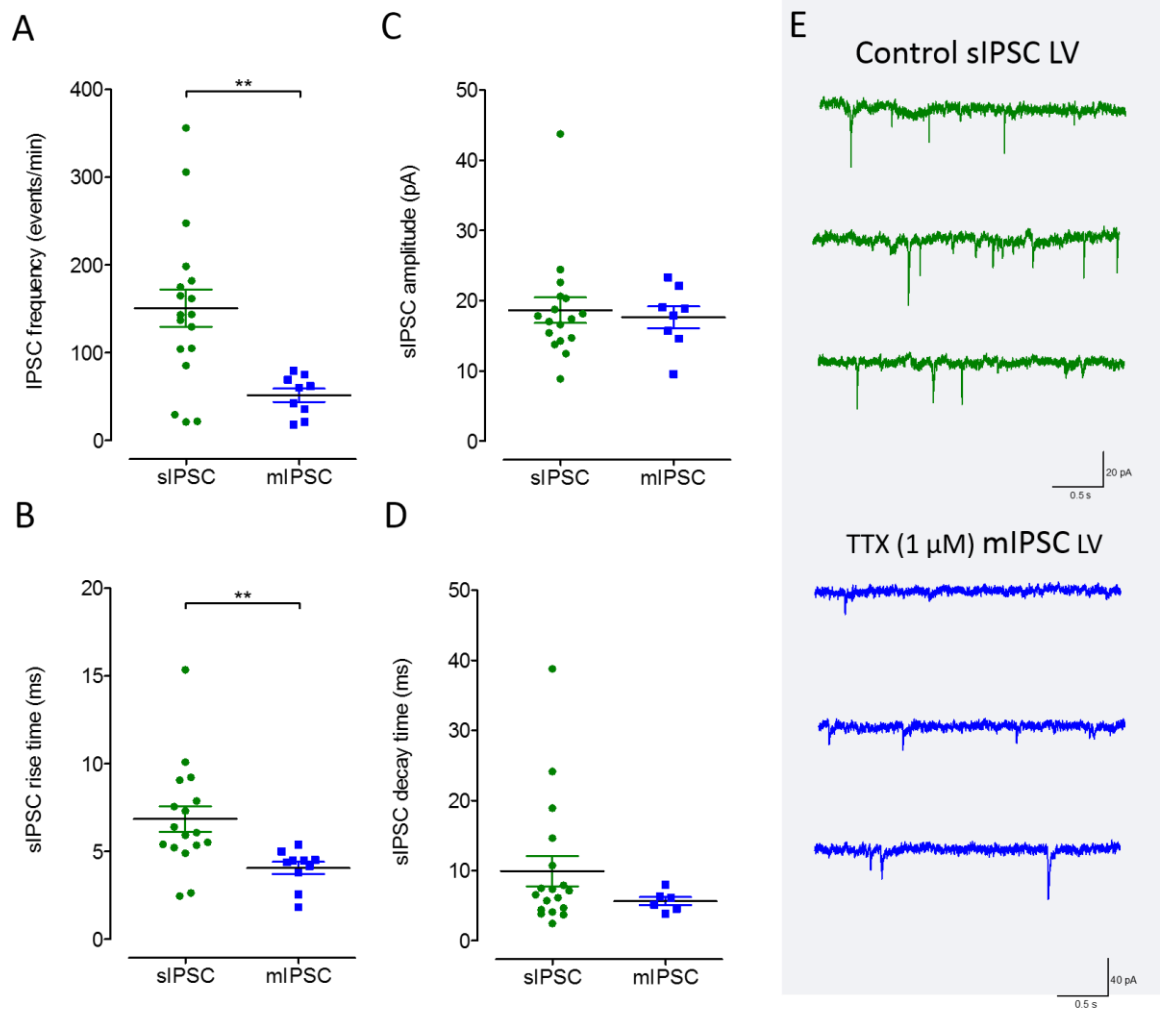 A
IPSC frequency (events/min)
400
300
200
100
0
**
sIPSC
mIPSC
B
sIPSC rise time (ms)
20
15
10
5
0
**
sIPSC
mIPSC
C
sIPSC amplitude (pA)
50
40
30
20
10
0
sIPSC
mIPSC
D
sIPSC decay time (ms)
50
40
30
20
10
0
sIPSC
mIPSC
E
Control sIPSC LV
20 pA
0.5 s
TTX (1 µM) mIPSC LV
40 pA
0.5 s